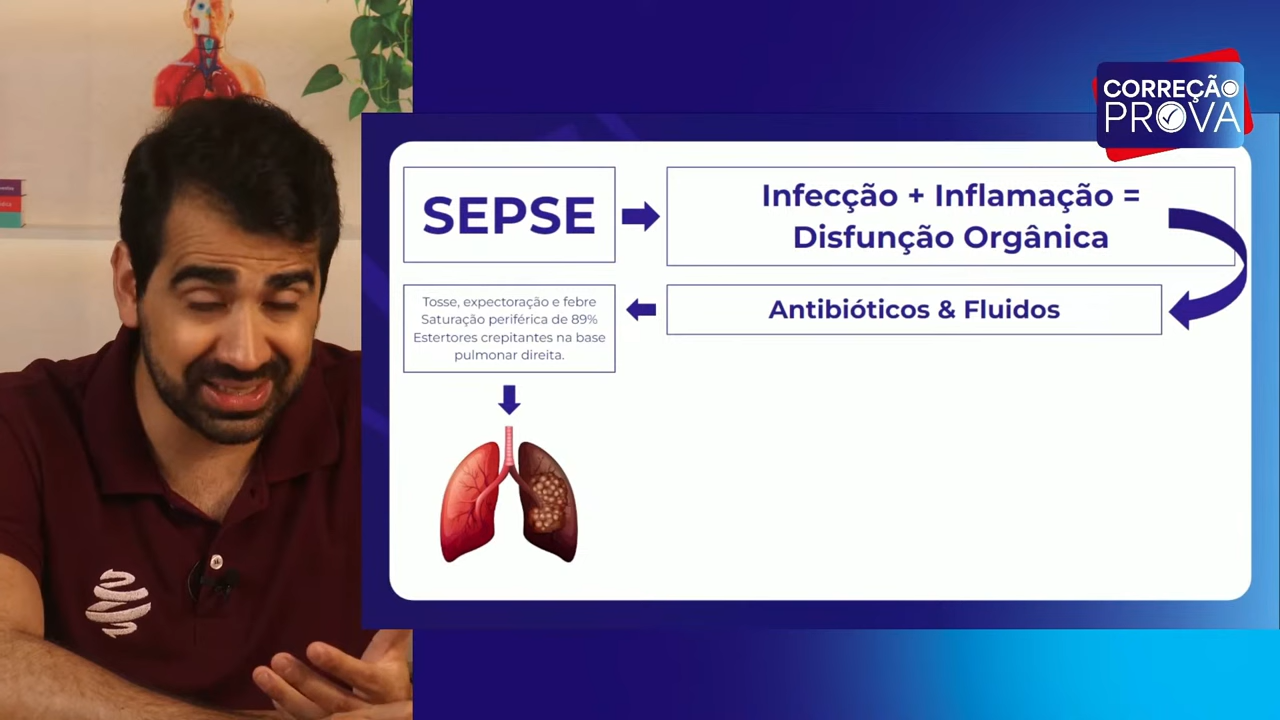 CORREÇÃO
PROVA
SEPSE
Infecção + Inflamação =
Disfunção Orgânica
Antibióticos & Fluidos
Tosse, expectoração e febre
Saturação periférica de 89%
Estertores crepitantes na base
pulmonar direita.